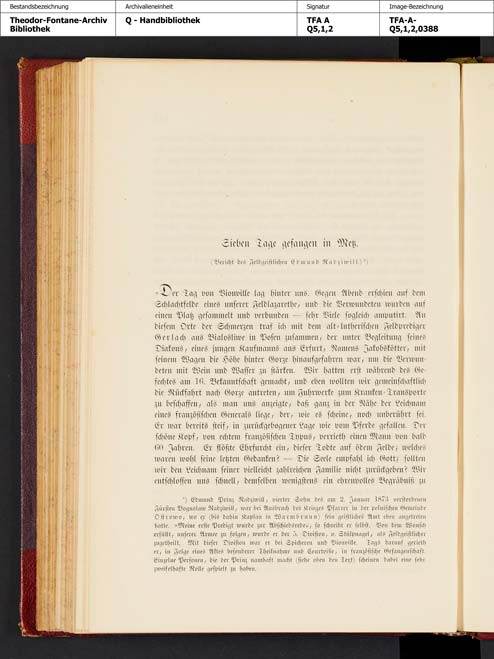 Bestandsbezeichnung
Archivalieneinheit
Signatur
Image-Bezeichnung
Theodor-Fontane-Archiv
Bibliothek
Q - Handbibliothek
TFA A
Q5,1,2
TFA-A-
Q5,1,2,0388
Sieben Tage gefangen in Metz.
(Bericht des Feldgeistlichen Edmund Radziwill.)*)
»Der Tag von Vionville lag hinter uns. Gegen Abend erschien auf dem
Schlachtfelde eines unserer Feldlazarethe, und die Verwundeten wurden auf
einen Platz gesammelt und verbunden — sehr Viele sogleich amputirt. An
diesem Orte der Schmerzen traf ich mit dem alt-lutherischen Feldprediger
Gerlach aus Bialosliwe in Posen zusammen, der unter Begleitung seines
Diakons, eines jungen Kaufmanns aus Erfurt, Namens Jakobskötter, mit
seinem Wagen die Höhe hinter Gorze hinaufgefahren war, um die Verwun-
deten mit Wein und Wasser zu stärken. Wir hatten erst während des Ge-
fechtes am 16. Bekanntschaft gemacht, und eben wollten wir gemeinschaftlich
die Rückfahrt nach Gorze antreten, um Fuhrwerke zum Kranken-Transporte
zu beschaffen, als man uns anzeigte, daß ganz in der Nähe der Leichnam
eines französischen Generals liege, der, wie es scheine, noch unberührt sei.
Er war bereits steif, in zurückgebogener Lage wie vom Pferde gefallen. Der
schöne Kopf, von echtem französischen Typus, verrieth einen Mann von bald
60 Jahren. Er flößte Ehrfurcht ein, dieser Todte auf ödem Felde; welches
waren wohl seine letzten Gedanken? — Die Seele empfahl ich Gott; sollten
wir den Leichnam seiner vielleicht zahlreichen Familie nicht zurückgeben? Wir
entschlossen uns schnell, demselben wenigstens ein ehrenvolles Begräbniß zu
*) Edmund Prinz Radziwill, vierter Sohn des am 2. Januar 1873 verstorbenen
Fürsten Boguslaw Radziwill, war bei Ausbruch des Krieges Pfarrer in der polnischen Gemeinde
Ostrowo, wo er (bis dahin Kaplan in Warmbrunn) sein geistliches Amt eben angetreten
hatte. »Meine erste Predigt wurde zur Abschiedsrede«, so schreibt er selbst. Von dem Wunsch
erfüllt, unserer Armee zu folgen, wurde er der 5. Division, v. Stülpnagel, als Feldgeistlicher
zugetheilt. Mit dieser Division war er bei Spicheren und Vionville. Tags darauf gerieth
er, in Folge eines Aktes besonderer Theilnahme und Courtoisie, in französische Gefangenschaft.
Einzelne Personen, die der Prinz namhaft macht (siehe oben den Text) scheinen dabei eine sehr
zweifelhafte Rolle gespielt zu haben.